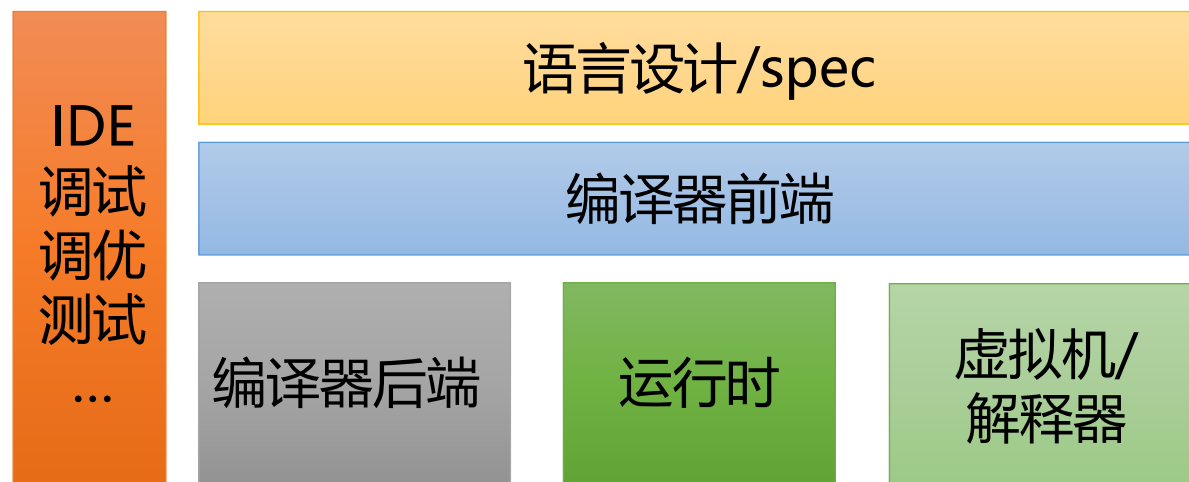 IDE
调试
调优
测试
…
语言设计/spec
编译器前端
编译器后端
运行时
虚拟机/
解释器